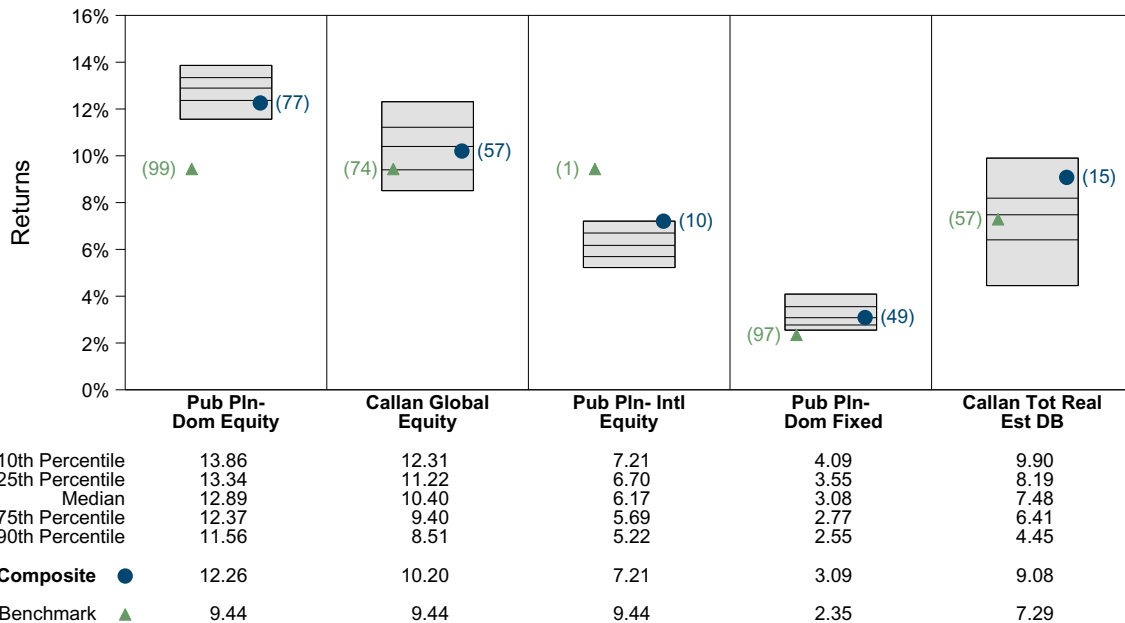 16%
14%
12%
10%
8%
6%
4%
2%
0%
Returns
(77)
(99)
(57)
(74)
(10)
(1)
(49)
(97)
(15)
(57)
Pub Pln- Dom Equity
Callan Global Equity
Pub Pln- Intl Equity
Pub Pln- Dom Fixed
Callan Tot Real Est DB
10th Percentile 13.86 12.31 7.21 4.09 9.90
25th Percentile 13.34 11.22 6.70 3.55 8.19
Median 12.89 10.40 6.17 3.08 7.48
75th Percentile 12.37 9.40 5.69 2.77 6.41
90th Percentile 11.56 8.51 5.22 2.55 4.45
Composite 12.26 10.20 7.21 3.09 9.08
Benchmark 9.44 9.44 9.44 2.35 7.29